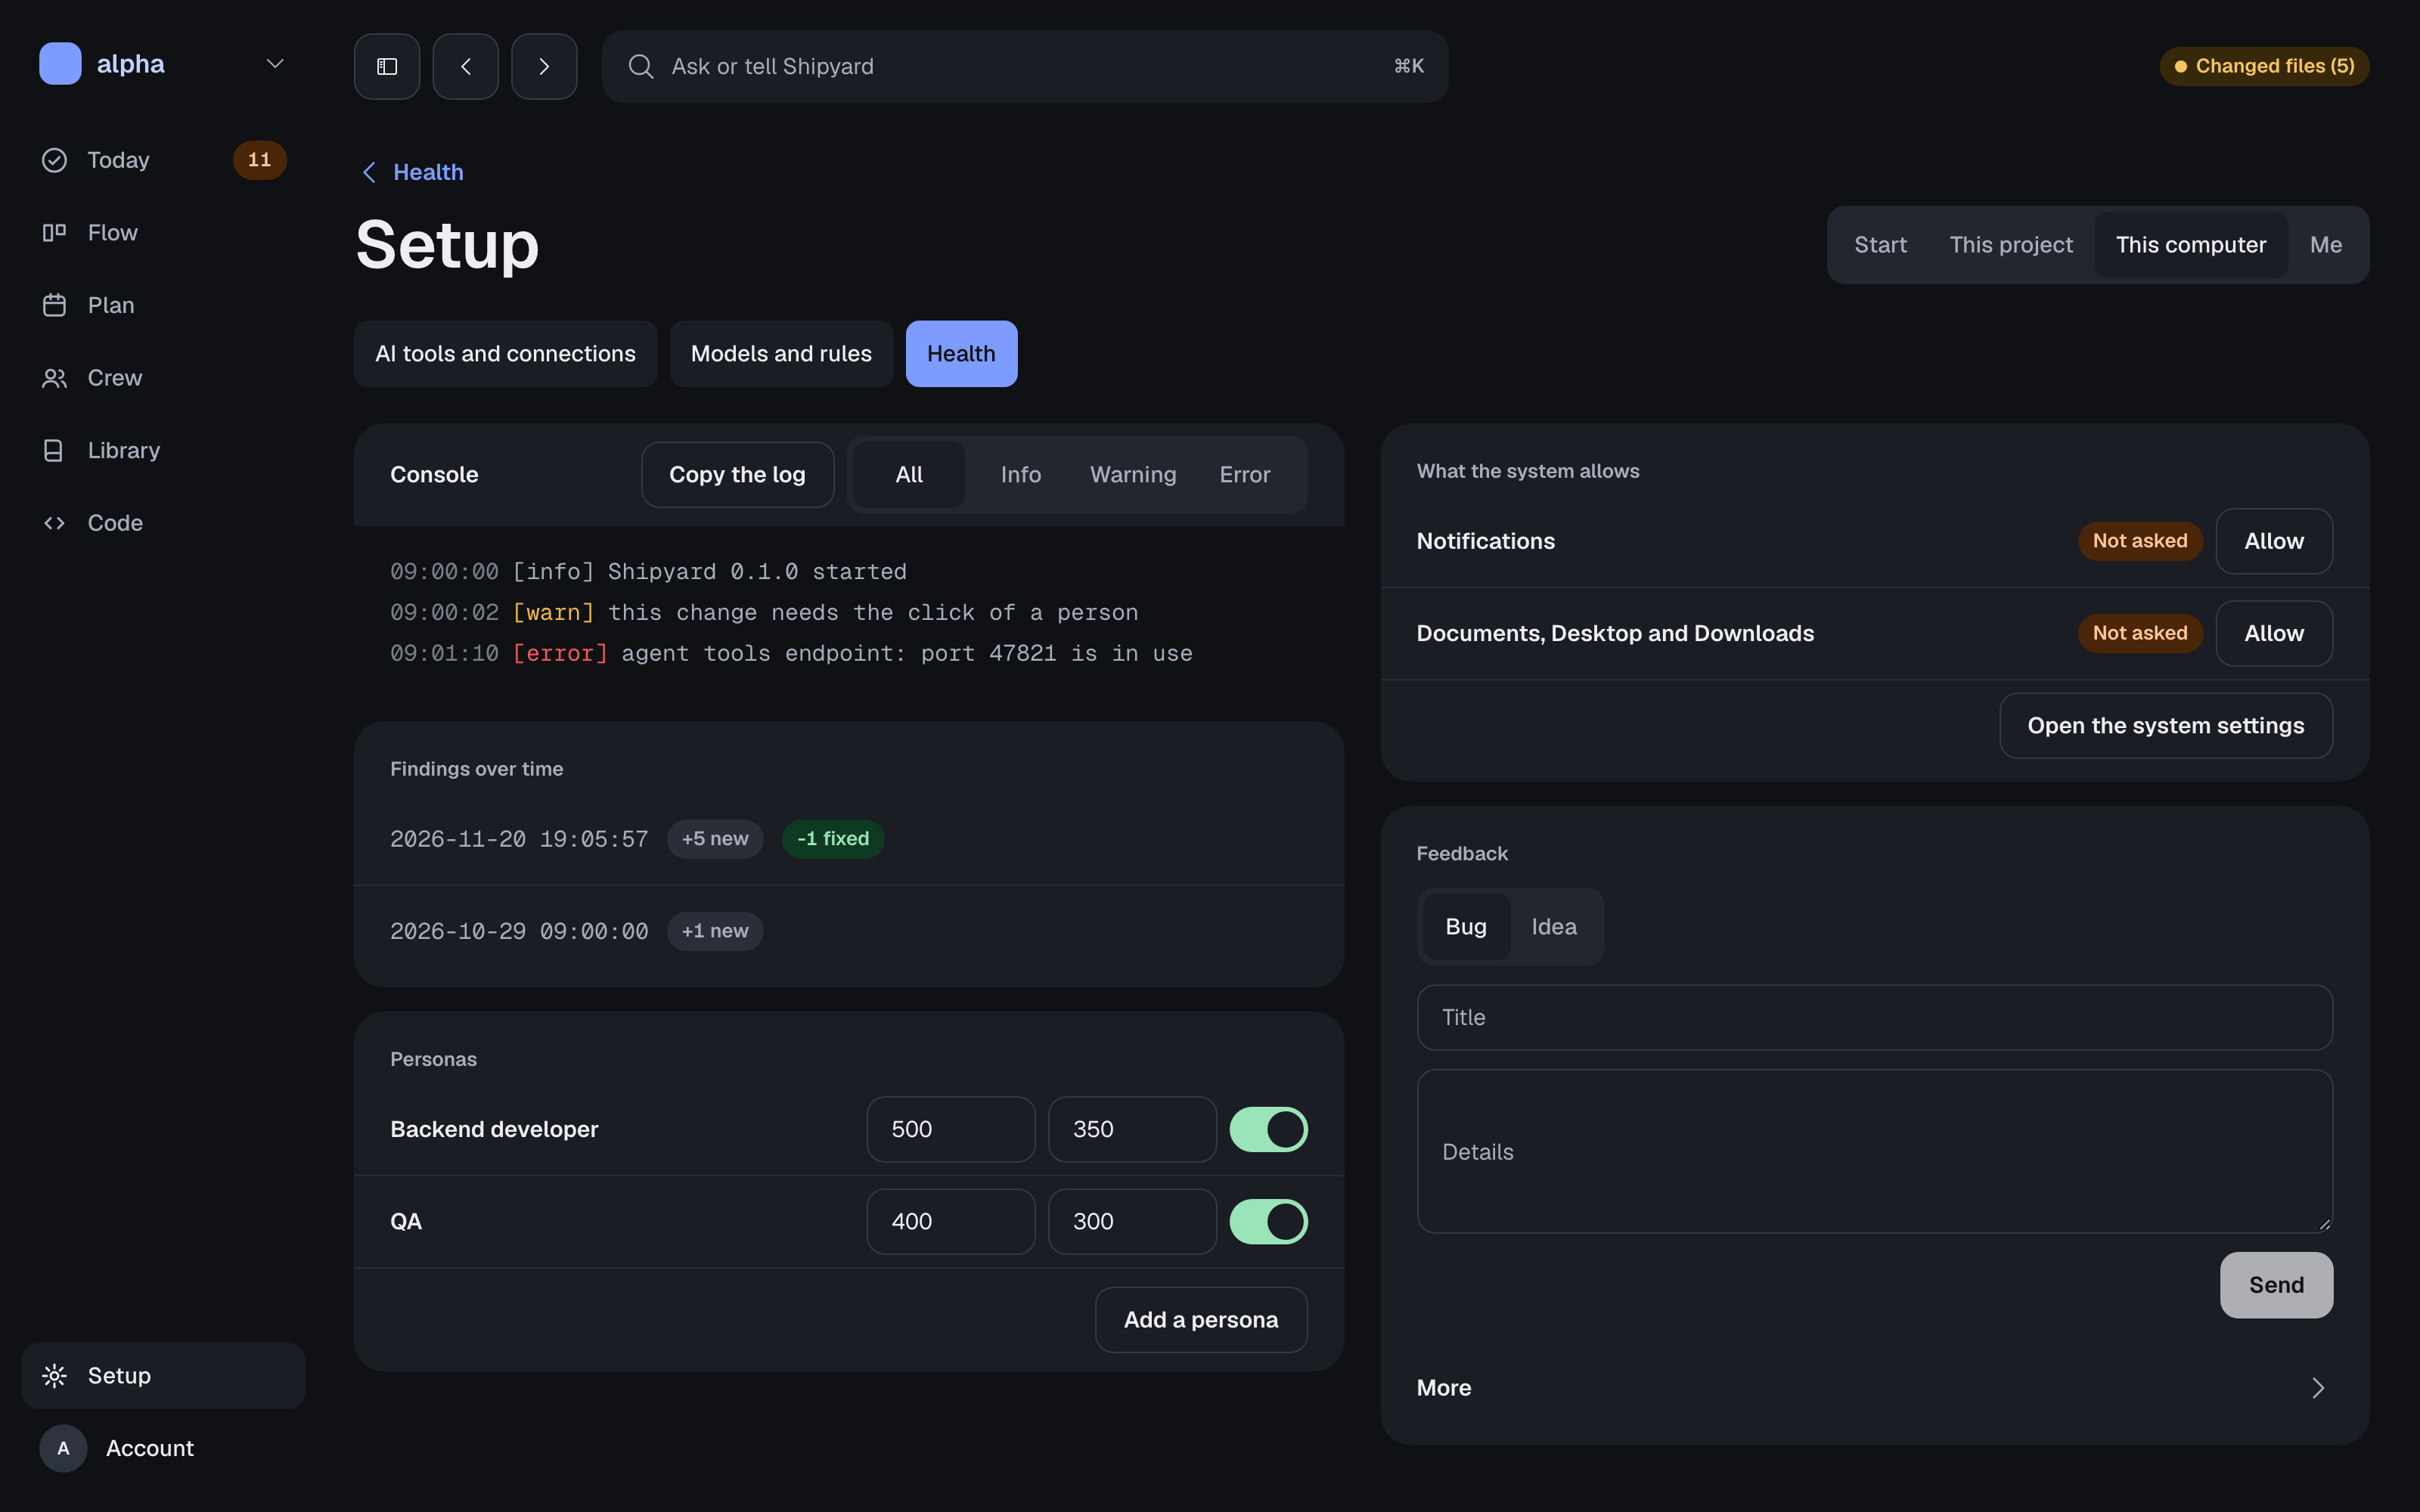 alpha
Today 11
Flow
Plan
Crew
Library
Code
Setup
A Account
Ask or tell Shipyard ⌘K
Changed files (5)
Health
Setup
Start This project This computer Me
AI tools and connections Models and rules Health
Console Copy the log All Info Warning Error
09:00:00 [info] Shipyard 0.1.0 started
09:00:02 [warn] this change needs the click of a person
09:01:10 [error] agent tools endpoint: port 47821 is in use
Findings over time
2026-11-20 19:05:57 +5 new -1 fixed
2026-10-29 09:00:00 +1 new
Personas
Backend developer 500 350
QA 400 300
Add a persona
What the system allows
Notifications Not asked Allow
Documents, Desktop and Downloads Not asked Allow
Open the system settings
Feedback
Bug Idea
Title
Details
Send
More